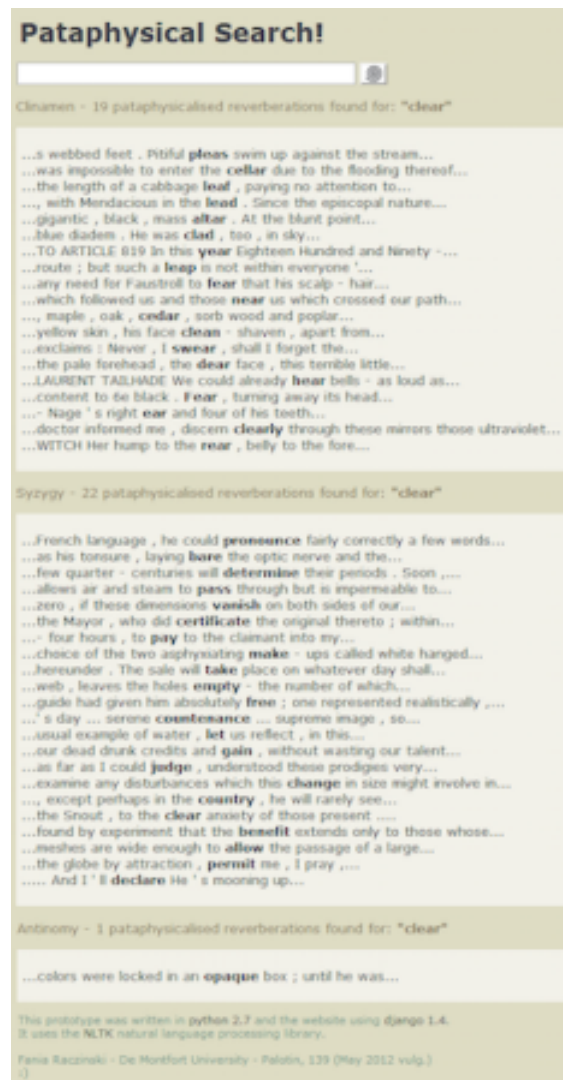 Pataphysical Search!
Clinamen - 19 pataphysicalised reverberations found for: "clear"
...s webbed feet . Pitiful pleas swim up against the stream...
...was impossible to enter the cellar due to the flooding thereof...
...the length of a cabbage leaf , paying no attention to...
..., with Mendacious in the lead . Since the episcopal nature...
...gigantic , black , mass altar . At the blunt point...
...blue diadem . He was clad , too , in sky...
...TO ARTICLE 819 In this year Eighteen Hundred and Ninety -...
...route ; but such a leap is not within everyone '...
...any need for Faustroll to fear that his scalp - hair...
...which followed us and those near us which crossed our path...
..., maple , oak , cedar , sorb wood and poplar...
...yellow skin , his face clean - shaven , apart from...
...exclaims : Never , I swear , shall I forget the...
...the pale forehead , the dear face , this terrible little...
...LAURENT TAILHADE We could already hear bells - as loud as...
...content to 6e black . Fear , turning away its head...
...- Nage ' s right ear and four of his teeth...
...doctor informed me , discern clearly through these mirrors those ultraviolet...
...WITCH Her hump to the rear , belly to the fore...
Syzygy - 22 pataphysicalised reverberations found for: "clear"
...French language , he could pronounce fairly correctly a few words...
...as his tonsure , laying bare the optic nerve and the...
...few quarter - centuries will determine their periods . Soon ,...
...allows air and steam to pass through but is impermeable to...
...zero , if these dimensions vanish on both sides of our...
...the Mayor , who did certificate the original thereto ; within...
...- four hours , to pay to the claimant into my...
...choice of the two asphyxiating make - ups called white hanged...
...hereunder . The sale will take place on whatever day shall...
...web , leaves the holes empty - the number of which...
...guide had given him absolutely free ; one represented realistically ,...
...' s day ... serene countenance ... supreme image , so...
...usual example of water , let us reflect , in this...
...our dead drunk credits and gain , without wasting our talent...
...as far as I could judge , understood these prodigies very...
...examine any disturbances which this change in size might involve in...
..., except perhaps in the country , he will rarely see...
...the Snout , to the clear anxiety of those present ....
...found by experiment that the benefit extends only to those whose...
...meshes are wide enough to allow the passage of a large...
...the globe by attraction , permit me , I pray ,...
..... And I ' ll declare He ' s mooning up...
Antinomy - 1 pataphysicalised reverberations found for: "clear"
...colors were locked in an opaque box ; until he was...
This prototype was written in python 2.7 and the website using django 1.4.
It uses the NLTK natural language processing library.
Fania Raczinski - De Montfort University - Palotin, 139 (May 2012 vulg.)
:)